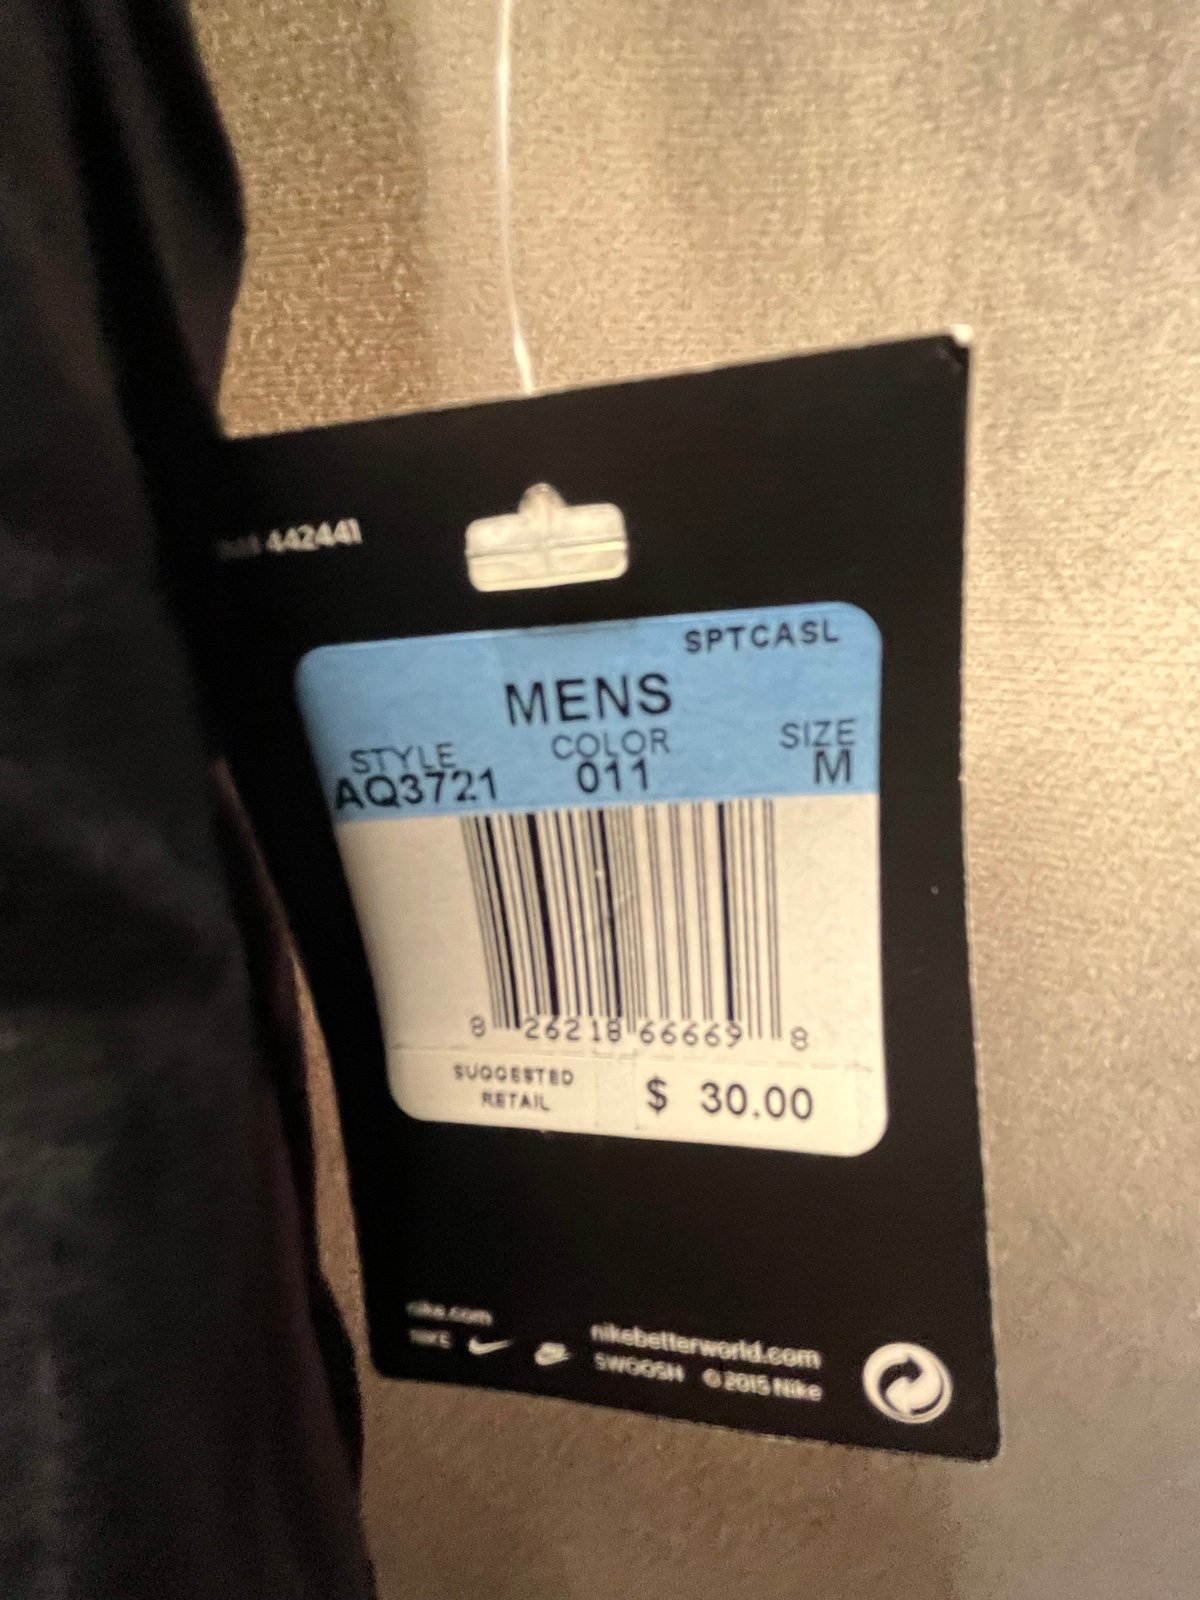 442441
SPTCASL
MENS
STYLE COLOR SIZE
AQ3721 011 M
8 26218 66669 8
SUGGESTED
RETAIL
$ 30.00
nike.com
nikebetterworld.com
NIKE
SWOOSH © 2015 Nike